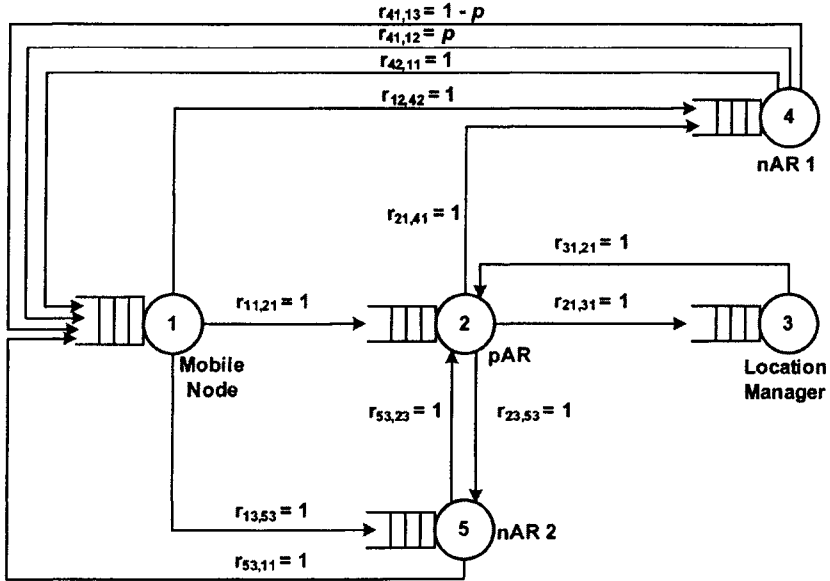 r41,13 = 1 - p
r41,12 = p
r42,11 = 1
r12,42 = 1
4
nAR 1
r21,41 = 1
r31,21 = 1
r11,21 = 1
r21,31 = 1
1
2
3
Mobile
Node
pAR
Location
Manager
r53,23 = 1
r23,53 = 1
r13,53 = 1
5
nAR 2
r53,11 = 1